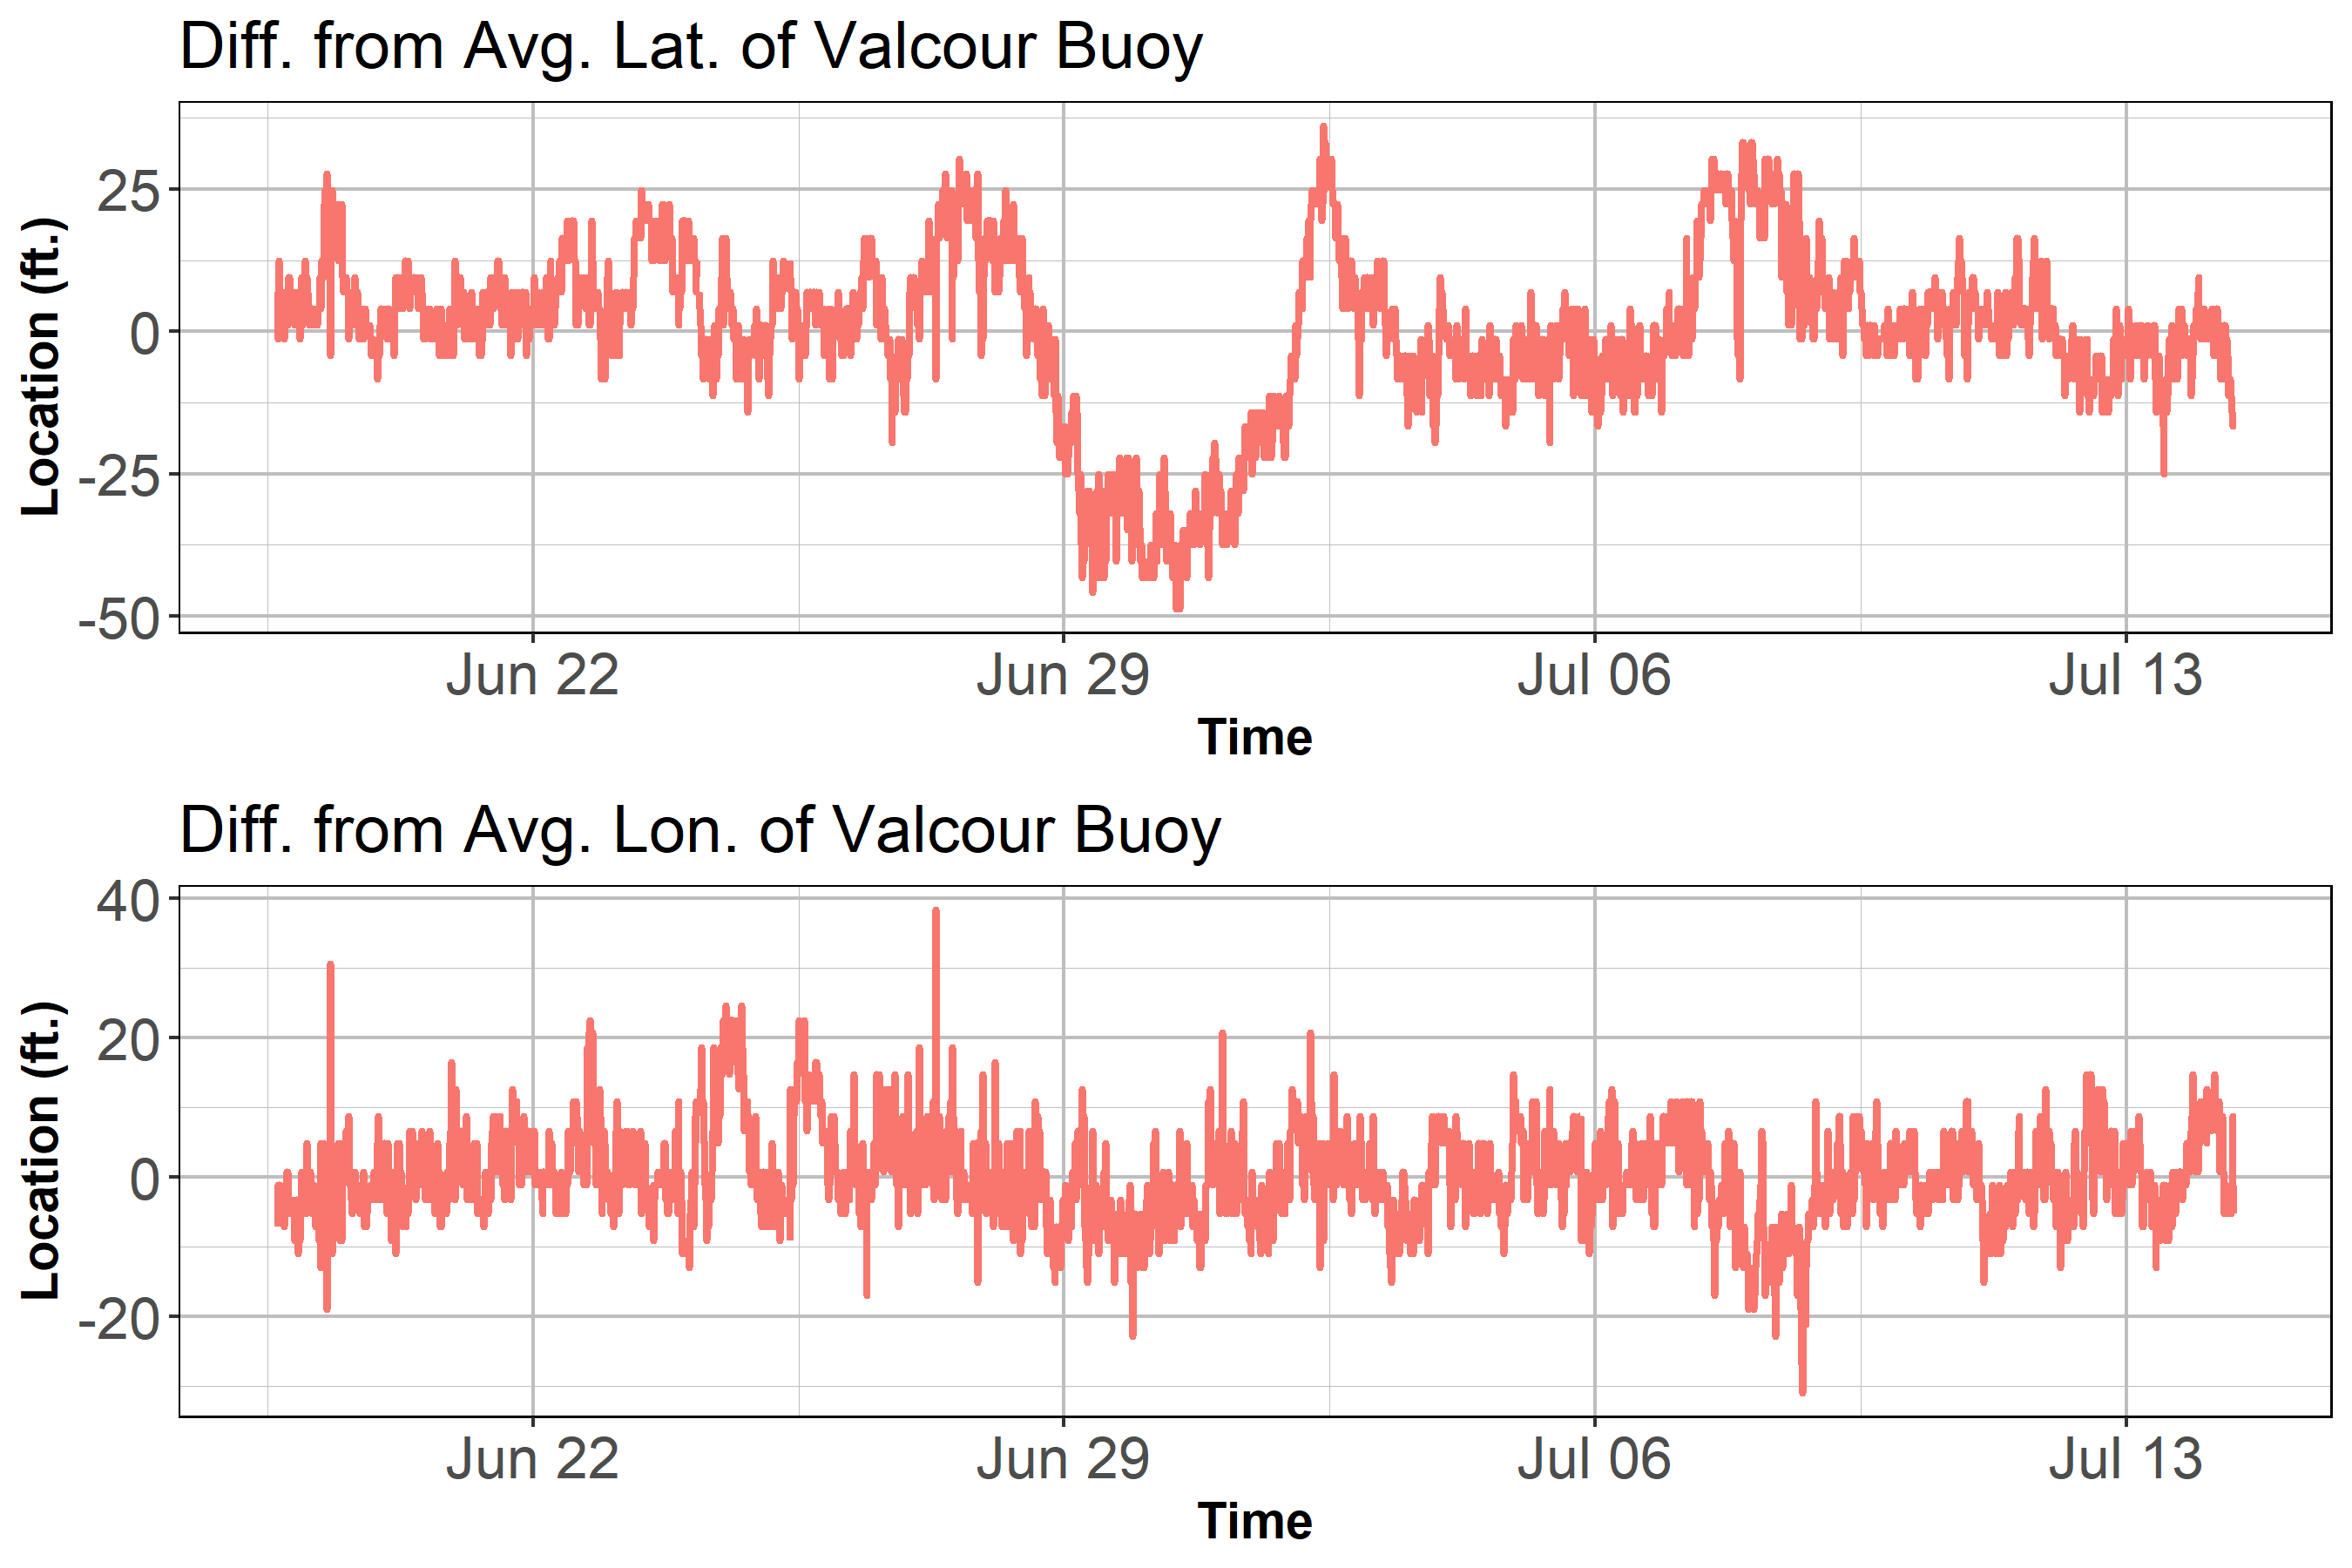 Diff. from Avg. Lat. of Valcour Buoy
Location (ft.)
25
0
-25
-50
Jun 22
Jun 29
Jul 06
Jul 13
Time
Diff. from Avg. Lon. of Valcour Buoy
Location (ft.)
40
20
0
-20
Jun 22
Jun 29
Jul 06
Jul 13
Time